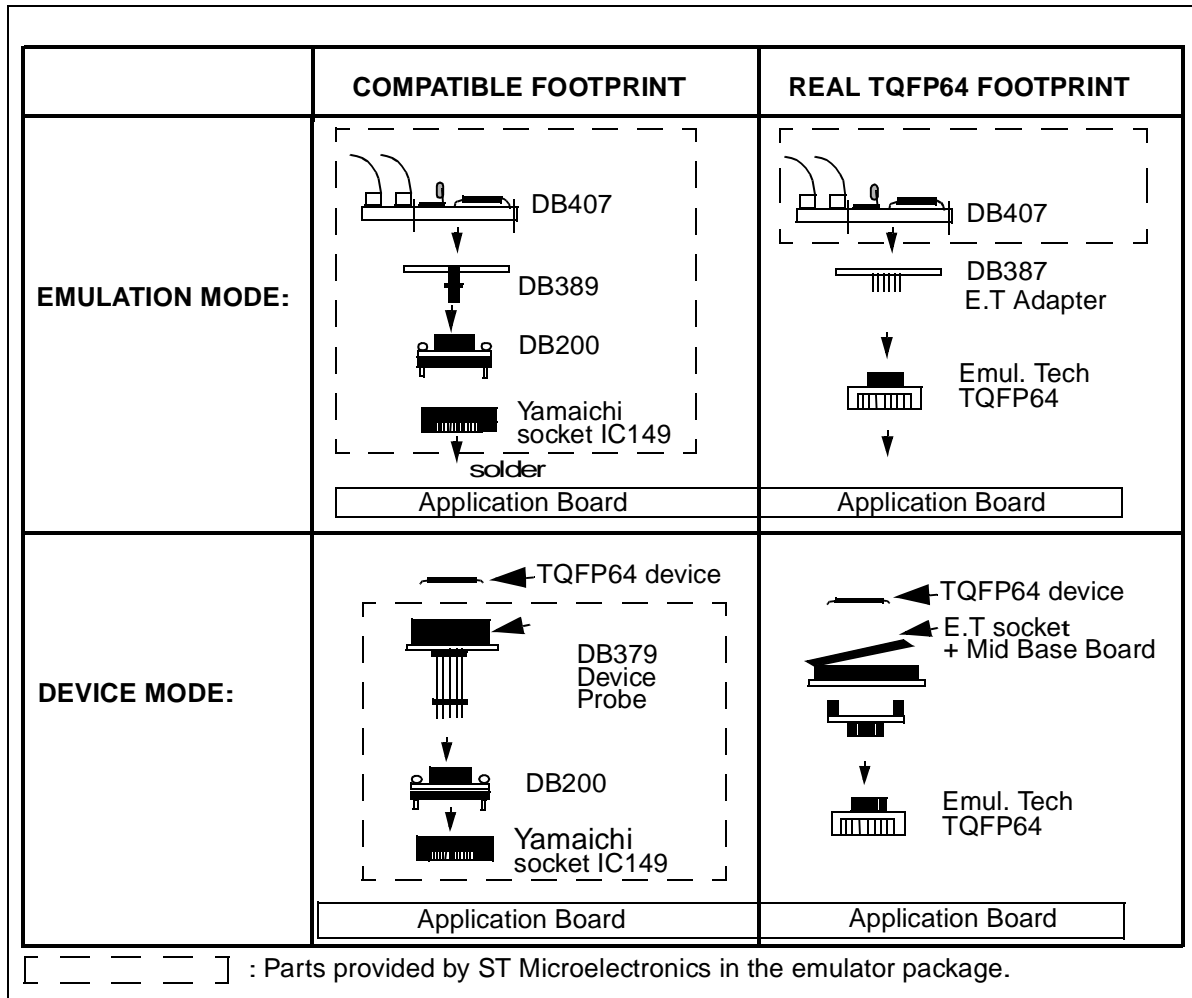 COMPATIBLE FOOTPRINT
REAL TQFP64 FOOTPRINT
EMULATION MODE:
DB407
DB389
DB200
Yamaichi
socket IC149
solder
Application Board
DB407
DB387
E.T Adapter
Emul. Tech
TQFP64
Application Board
DEVICE MODE:
TQFP64 device
DB379
Device
Probe
DB200
Yamaichi
socket IC149
Application Board
TQFP64 device
E.T socket
+ Mid Base Board
Emul. Tech
TQFP64
Application Board
: Parts provided by ST Microelectronics in the emulator package.